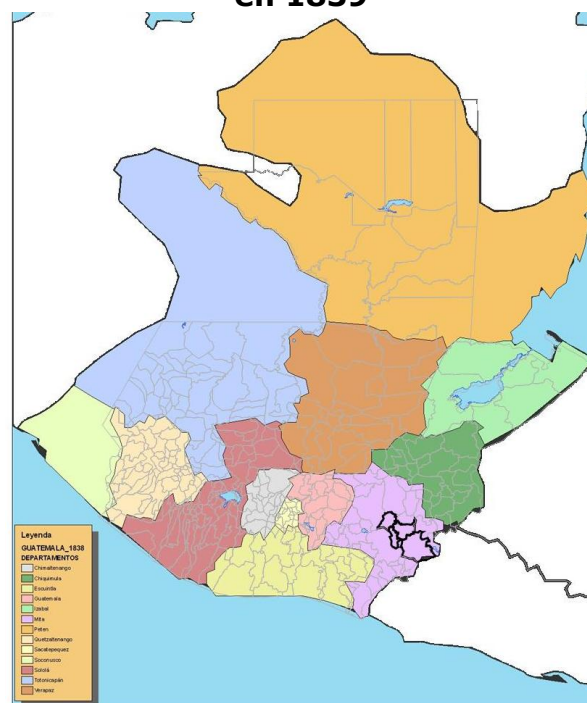 en 1839
Leyenda
GUATEMALA_1838
DEPARTAMENTOS
Chimaltenango
Chiquimula
Escuintla
Guatemala
Izabal
Mita
Peten
Quetzaltenango
Sacatepequez
Soconusco
Sololá
Totonicapán
Verapaz